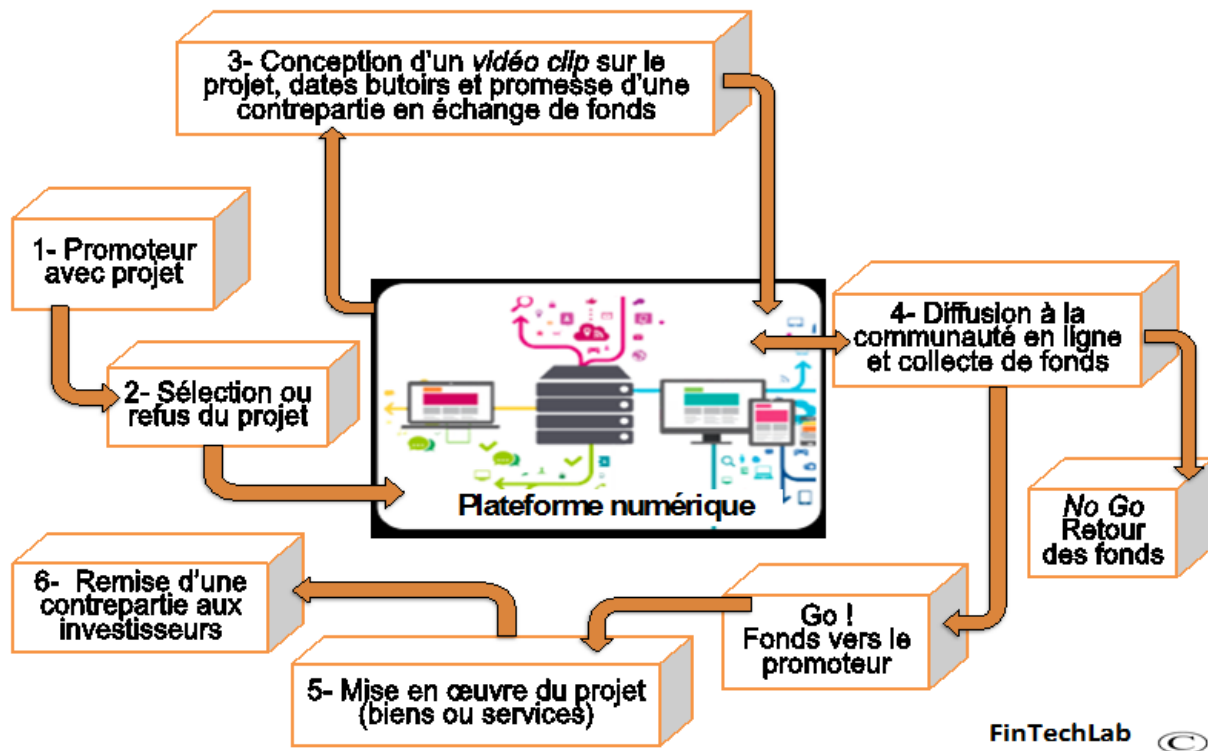 3- Conception d'un vidéo clip sur le
projet, dates butoirs et promesse d'une
contrepartie en échange de fonds
1- Promoteur
avec projet
2- Sélection ou
refus du projet
Plateforme numérique
4- Diffusion à la
communauté en ligne
et collecte de fonds
No Go
Retour
des fonds
Go !
Fonds vers le
promoteur
5- Mise en œuvre du projet
(biens ou services)
6- Remise d'une
contrepartie aux
investisseurs
FinTechLab ©